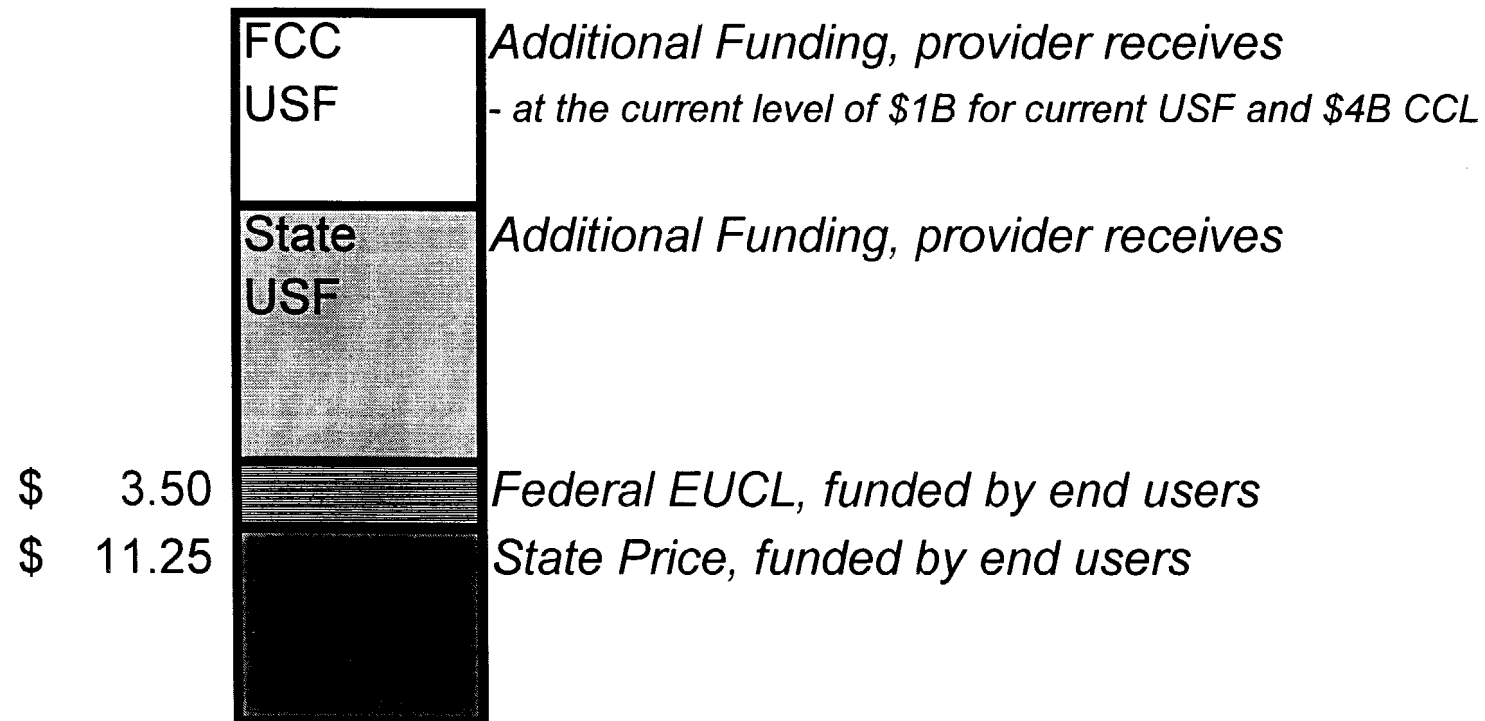 FCC Additional Funding, provider receives
USF - at the current level of $1B for current USF and $4B CCL
State Additional Funding, provider receives
USF
$ 3.50 Federal EUCL, funded by end users
$ 11.25 State Price, funded by end users